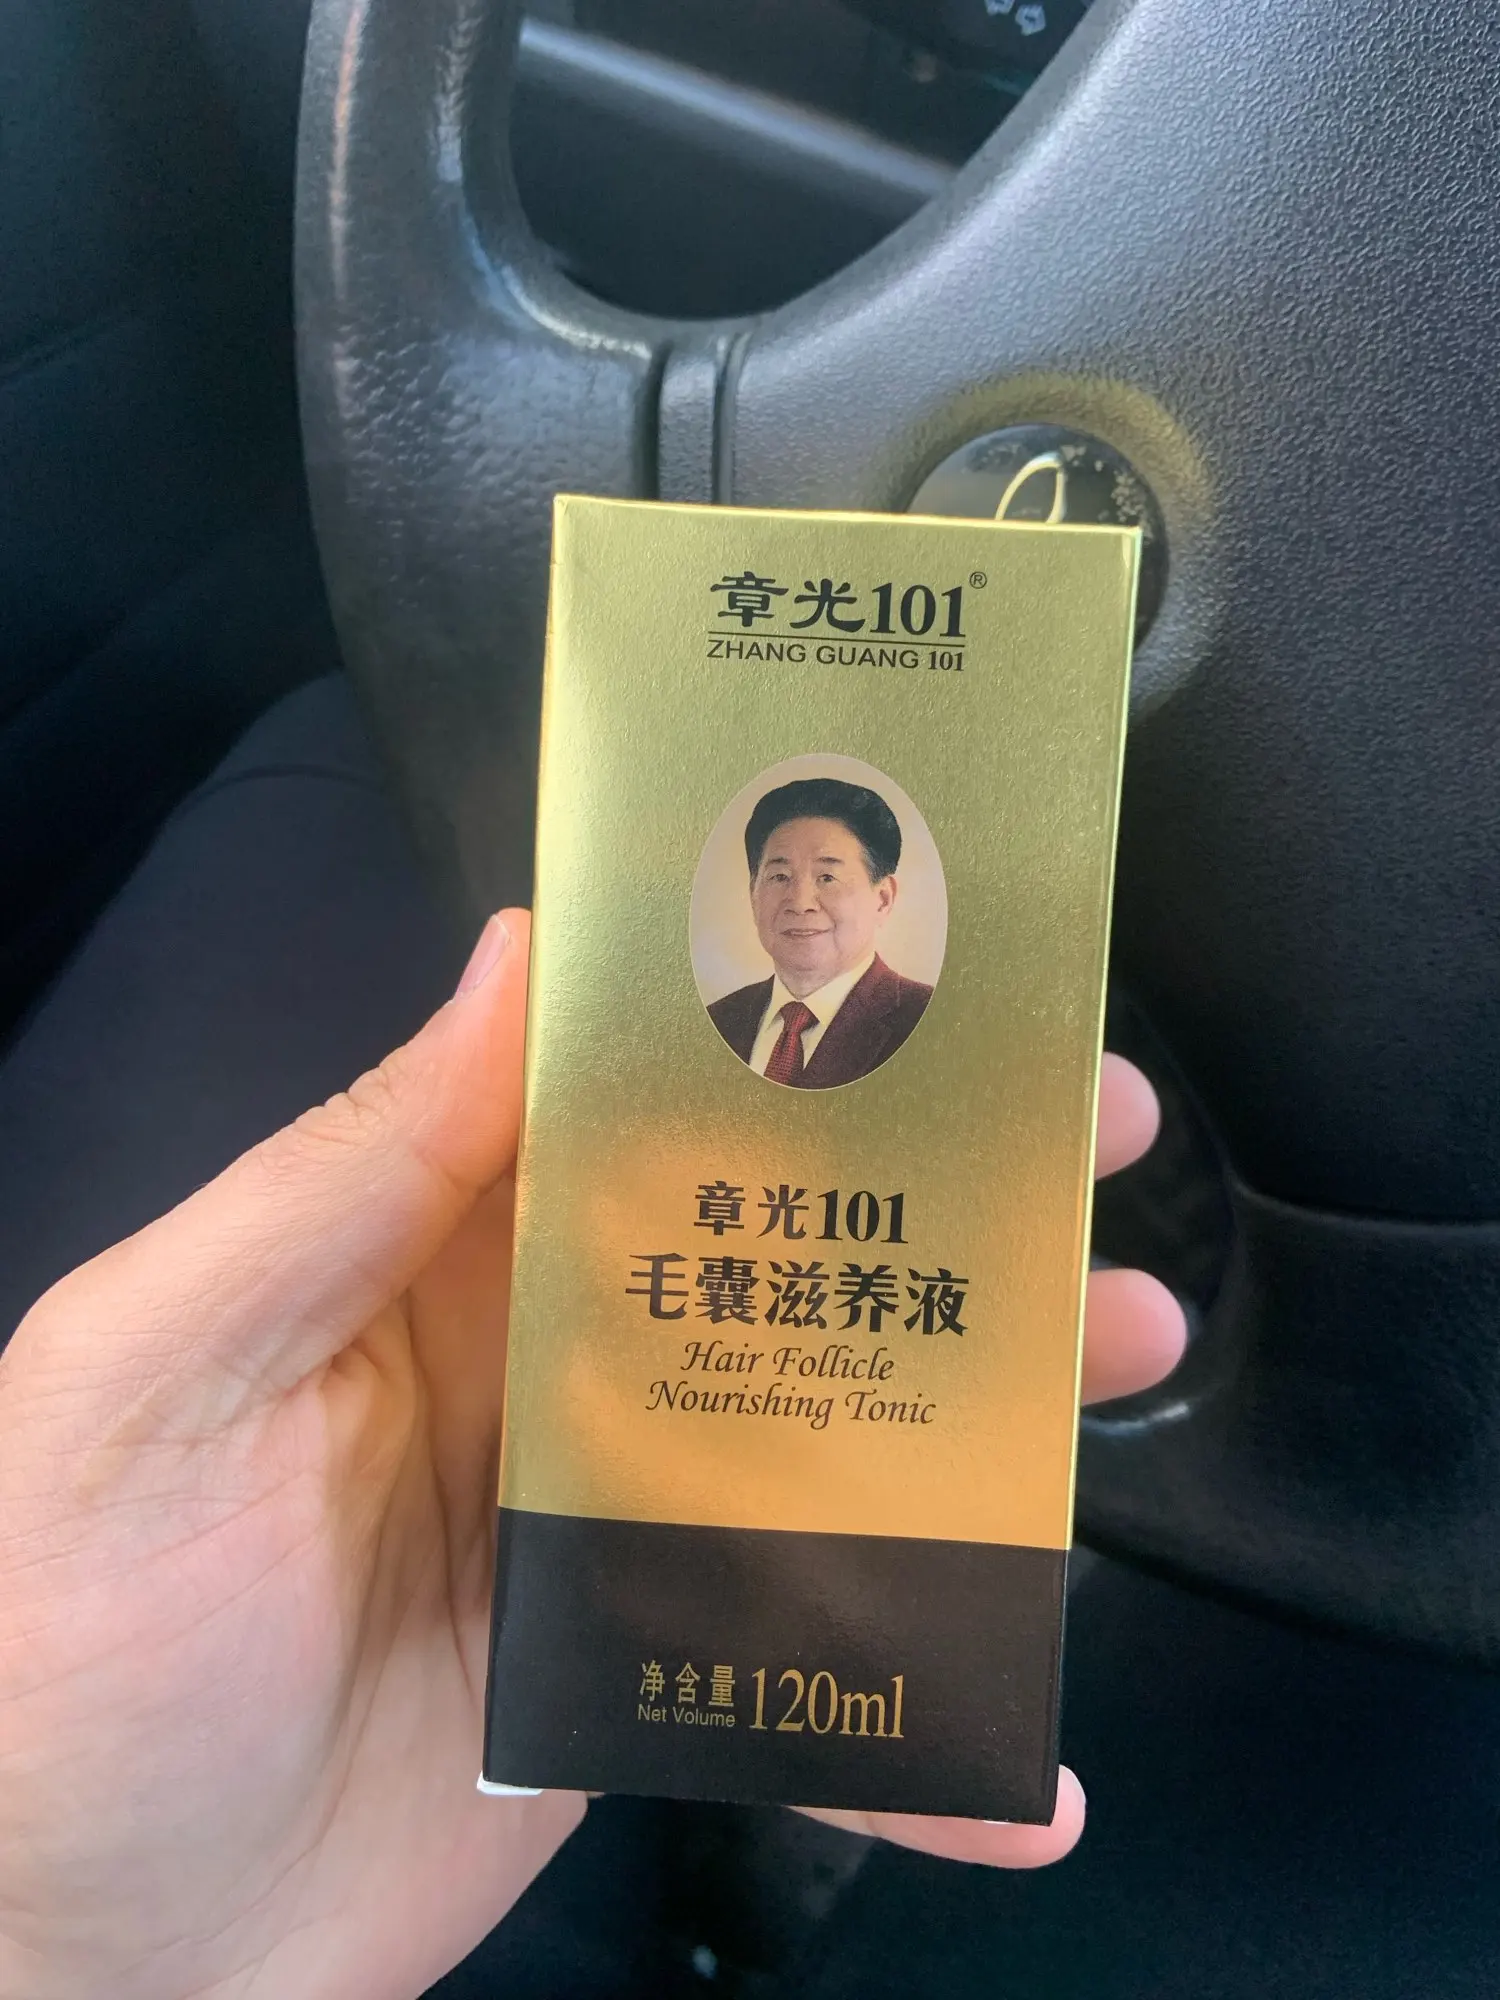 章光101®
ZHANG GUANG 101
章光101
毛囊滋养液
Hair Follicle
Nourishing Tonic
净含量 120ml
Net Volume